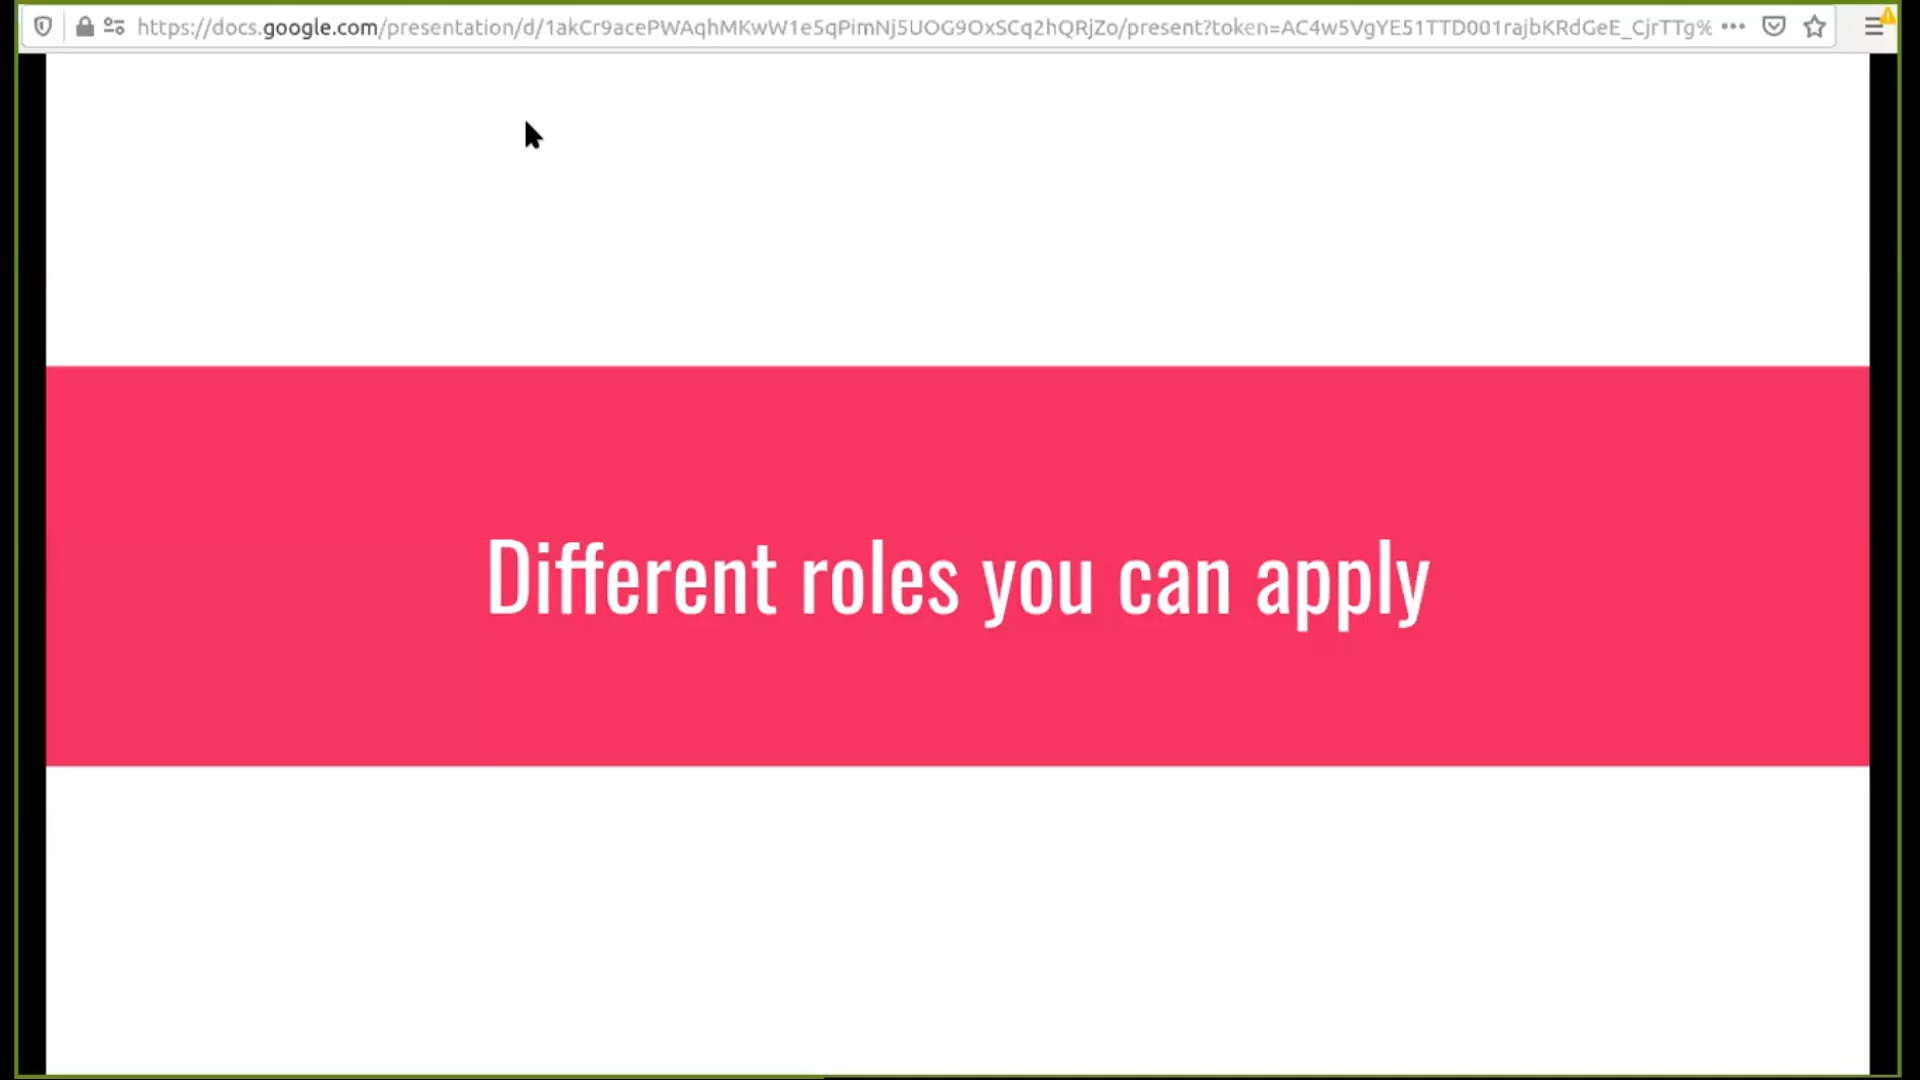 https://docs.google.com/presentation/d/1akCr9acePWAqhMKwW1e5qPimNj5UOG9OxSCq2hQRjZo/present?token=AC4w5VgYE51TTD001rajbKRdGeE_CjrTTg%
Different roles you can apply